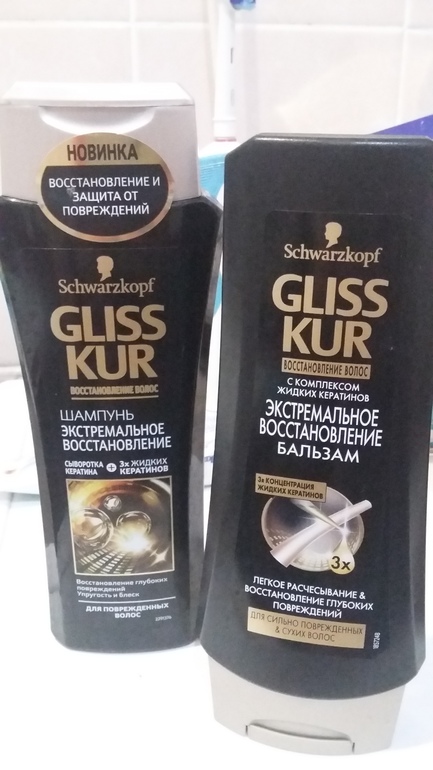 НОВИНКА
ВОССТАНОВЛЕНИЕ И
ЗАЩИТА ОТ
ПОВРЕЖДЕНИЙ
Schwarzkopf
GLISS
KUR
ВОССТАНОВЛЕНИЕ ВОЛОС
ШАМПУНЬ
ЭКСТРЕМАЛЬНОЕ
ВОССТАНОВЛЕНИЕ
СЫВОРОТКА
КЕРАТИНА + 3X ЖИДКИХ
КЕРАТИНОВ
Восстановление глубоких
повреждений
Упругость и блеск
ДЛЯ ПОВРЕЖДЕННЫХ
ВОЛОС
Schwarzkopf
GLISS
KUR
ВОССТАНОВЛЕНИЕ ВОЛОС
С КОМПЛЕКСОМ
ЖИДКИХ КЕРАТИНОВ
ЭКСТРЕМАЛЬНОЕ
ВОССТАНОВЛЕНИЕ
БАЛЬЗАМ
3X КОНЦЕНТРАЦИЯ
ЖИДКИХ КЕРАТИНОВ
3x
ЛЕГКОЕ РАСЧЕСЫВАНИЕ &
ВОССТАНОВЛЕНИЕ ГЛУБОКИХ
ПОВРЕЖДЕНИЙ
ДЛЯ СИЛЬНО ПОВРЕЖДЕННЫХ
& СУХИХ ВОЛОС